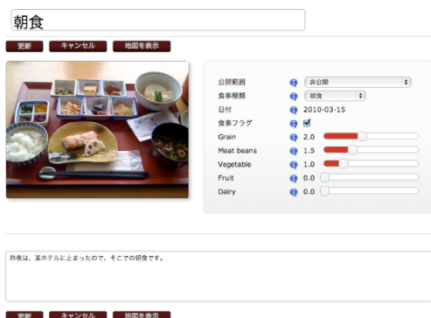 朝食
更新 キャンセル 地図を表示
公開範囲 非公開
食事種類 朝食
日付 2010-03-15
食事フラグ
Grain 2.0
Meat beans 1.5
Vegetable 1.0
Fruit 0.0
Dairy 0.0
昨夜は、某ホテルに止まったので、そこでの朝食です。
更新 キャンセル 地図を表示